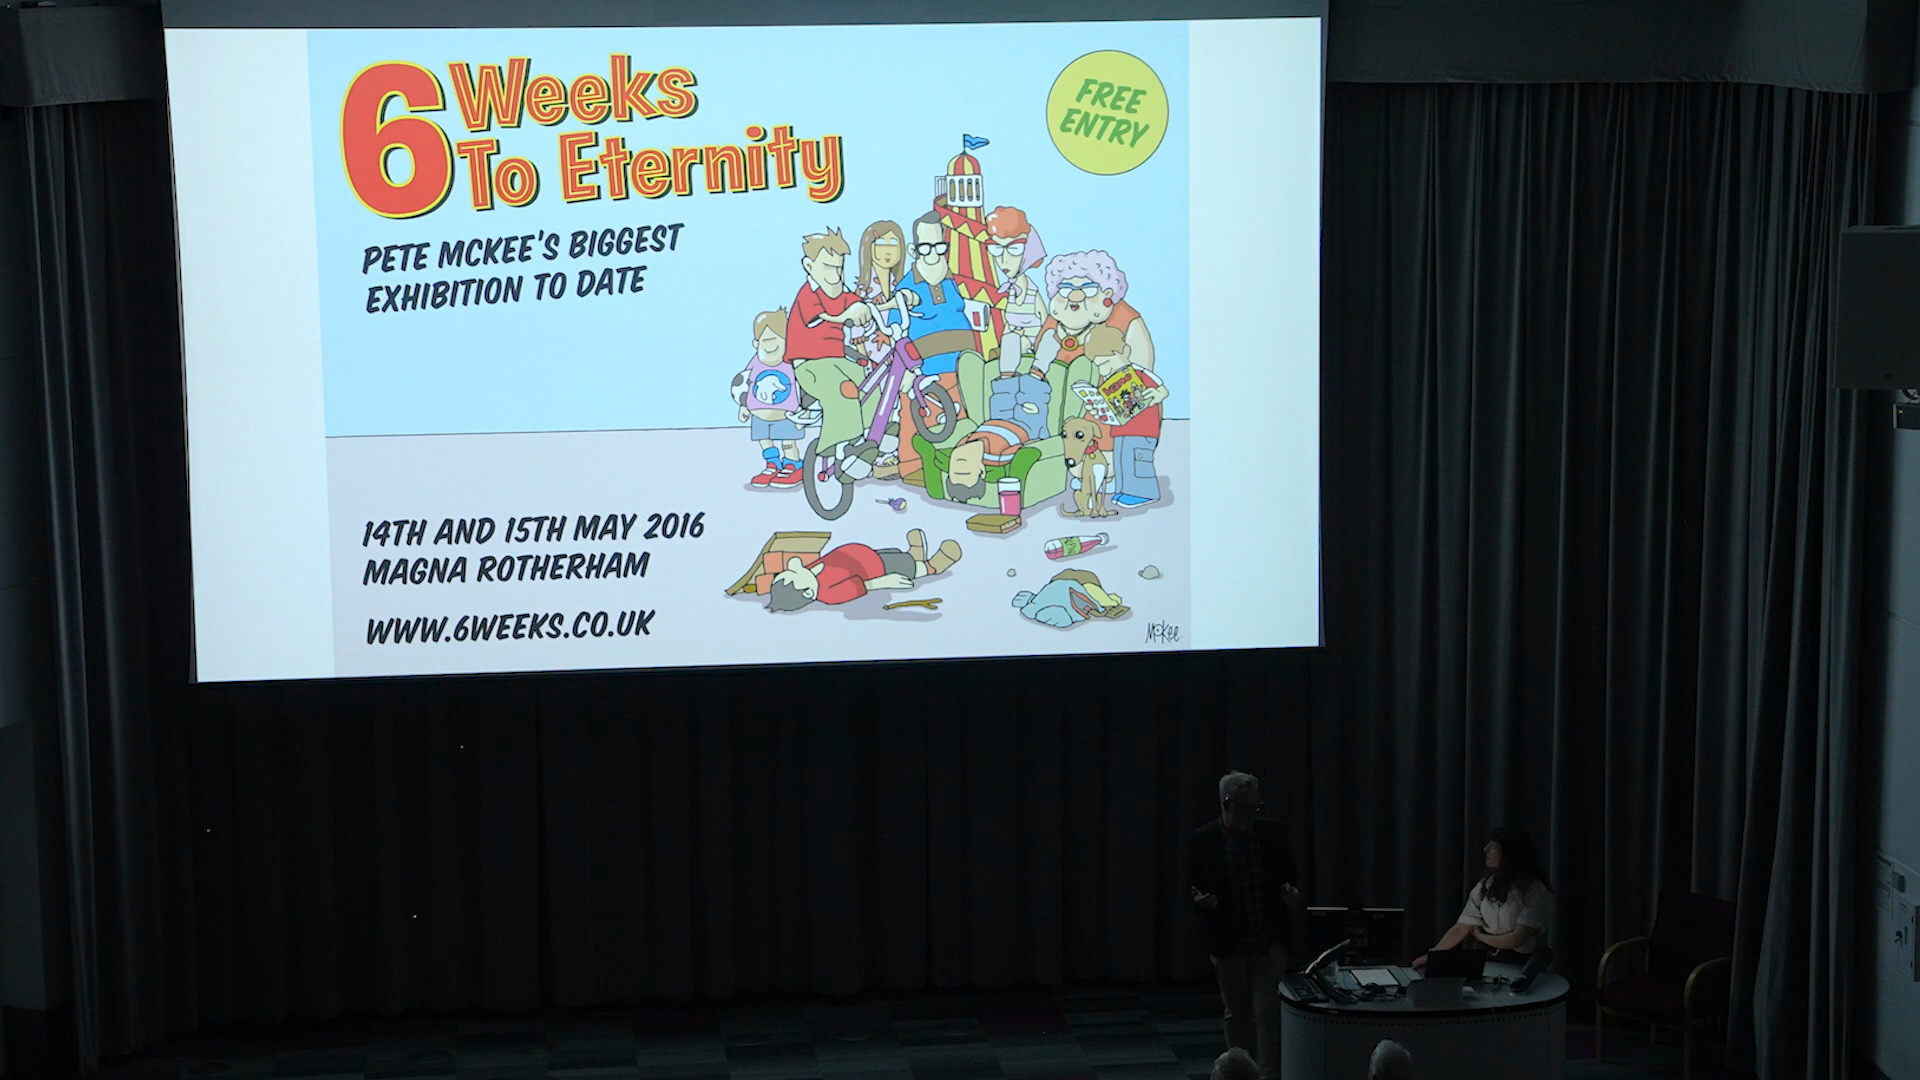 6 Weeks
To Eternity
FREE
ENTRY
PETE MCKEE'S BIGGEST
EXHIBITION TO DATE
14TH AND 15TH MAY 2016
MAGNA ROTHERHAM
WWW.6WEEKS.CO.UK
McKee